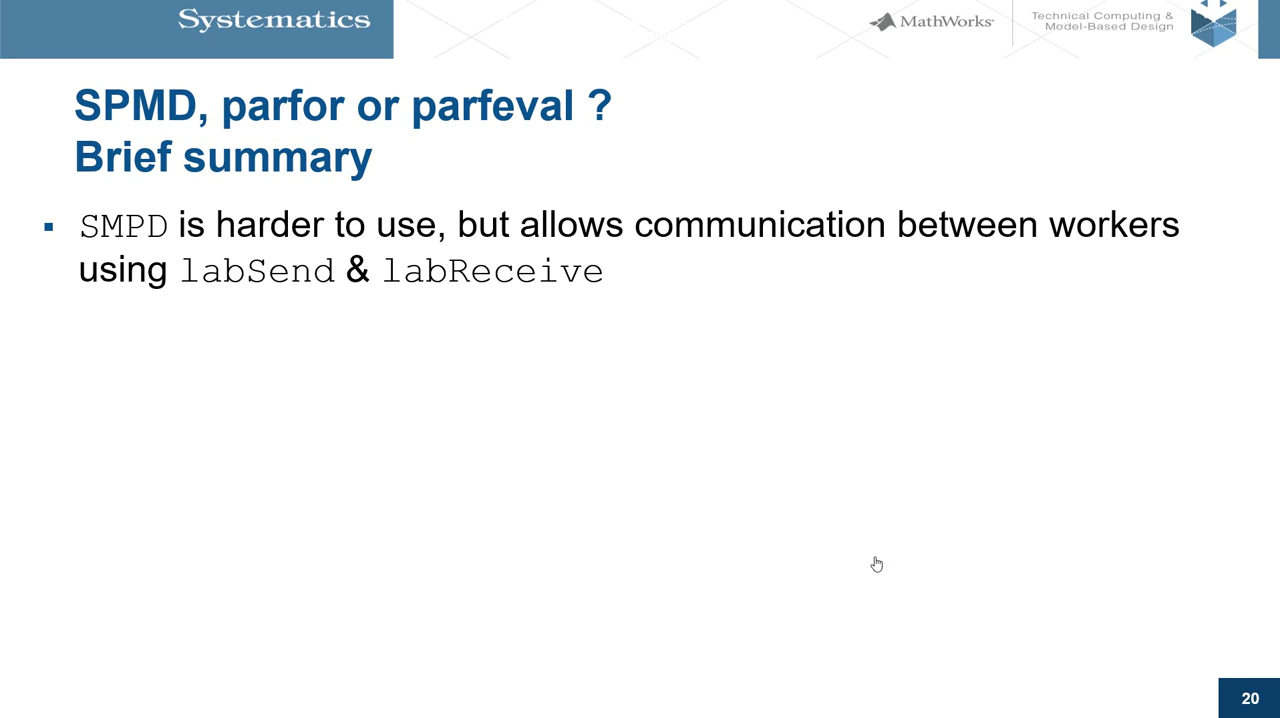 Systematics
MathWorks
Technical Computing &
Model-Based Design
SPMD, parfor or parfeval ?
Brief summary
▪ SMPD is harder to use, but allows communication between workers
using labSend & labReceive
20